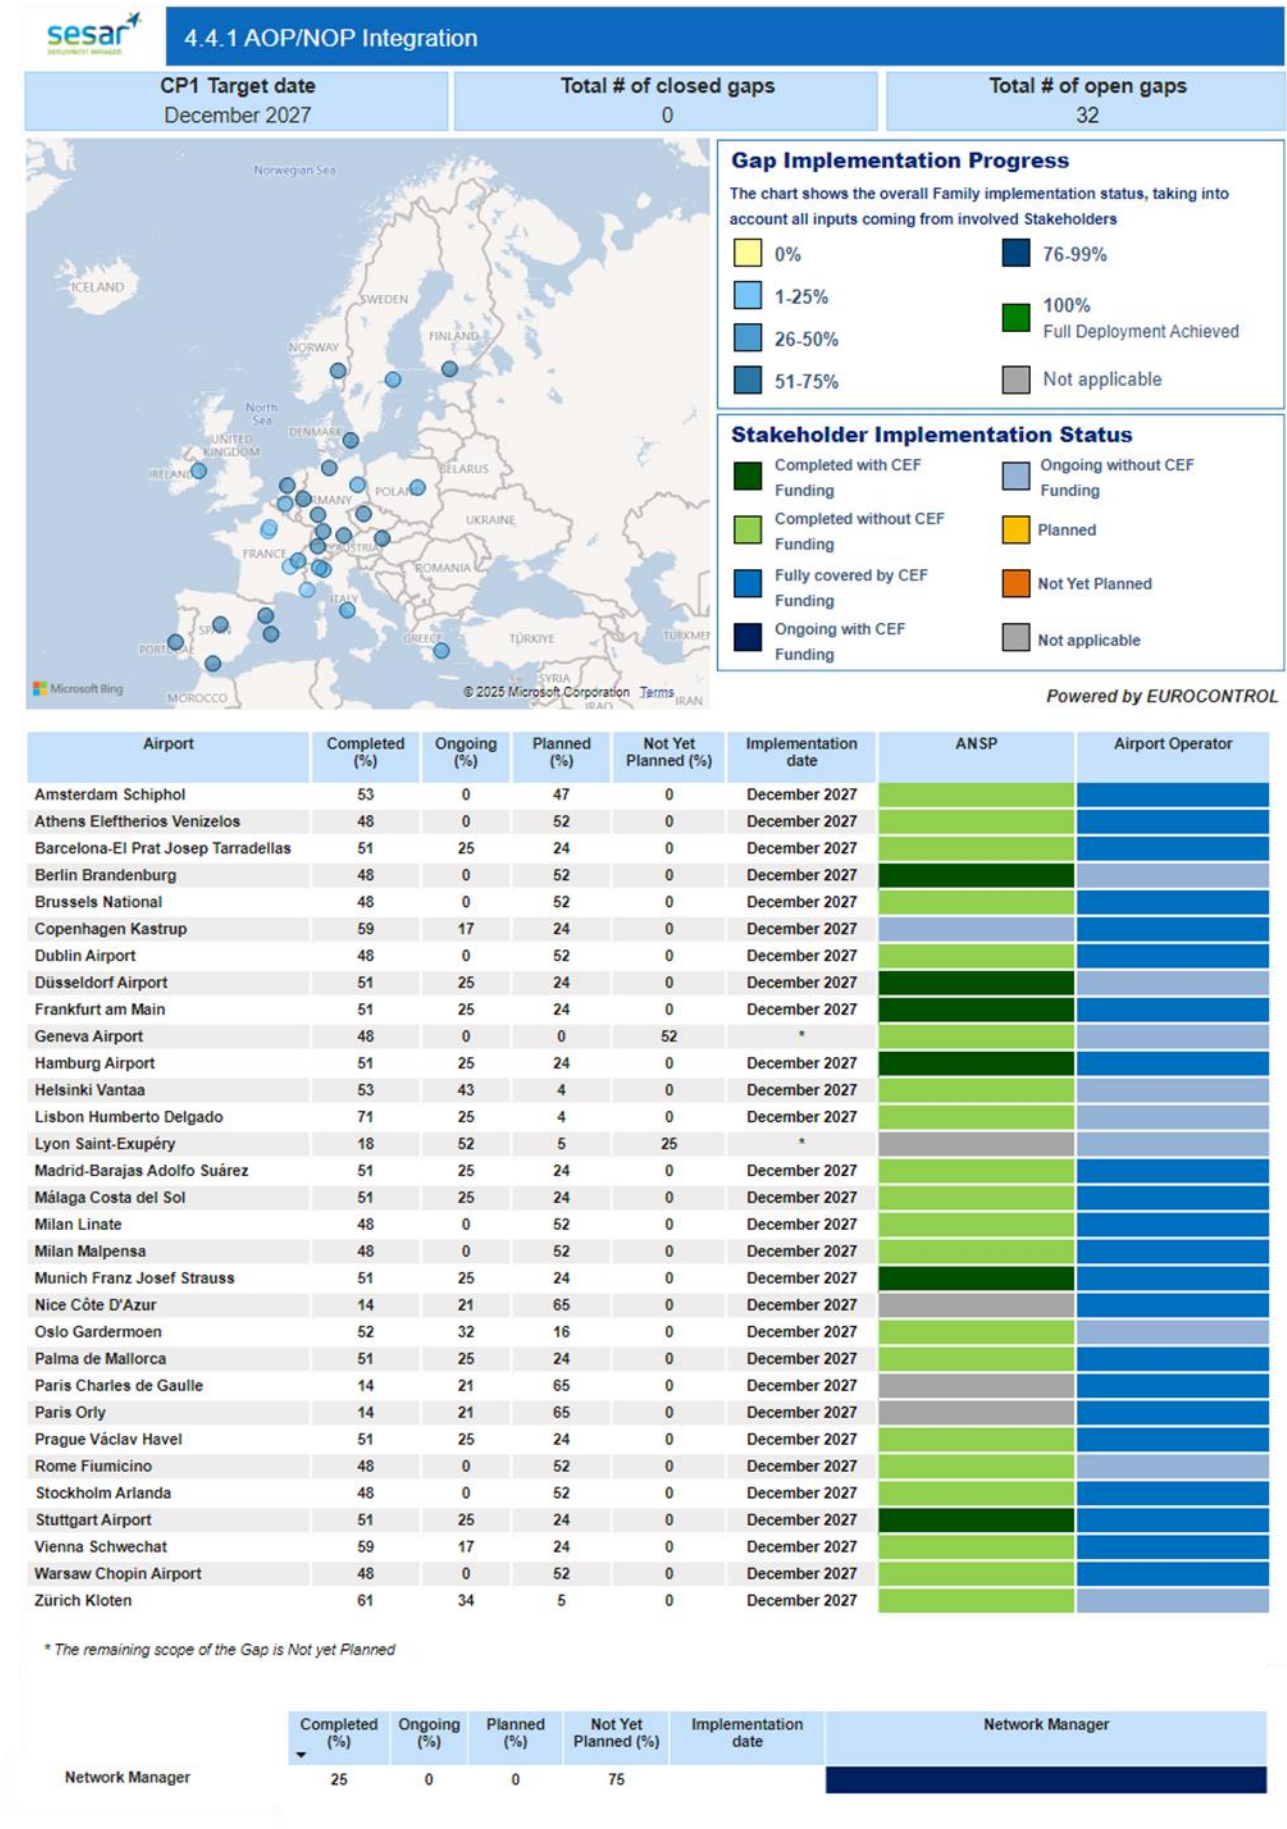 sesar
DEPLOYMENT MANAGER
4.4.1 AOP/NOP Integration
CP1 Target date
December 2027
Total # of closed gaps
0
Total # of open gaps
32
Norwegian Sea
ICELAND
SWEDEN
FINLAND
NORWAY
North
Sea
DENMARK
UNITED
KINGDOM
IRELAND
BELARUS
POLAND
RMANY
UKRAINE
FRANCE
AUSTRIA
ROMANIA
ITALY
SPAIN
PORTUGAL
GREECE
TÜRKIYE
TURKMEN
SYRIA
MOROCCO
IRAQ
IRAN
Microsoft Bing
© 2025 Microsoft Corporation Terms
Gap Implementation Progress
The chart shows the overall Family implementation status, taking into
account all inputs coming from involved Stakeholders
0%
76-99%
1-25%
100%
Full Deployment Achieved
26-50%
51-75%
Not applicable
Stakeholder Implementation Status
Completed with CEF
Funding
Ongoing without CEF
Funding
Completed without CEF
Funding
Planned
Fully covered by CEF
Funding
Not Yet Planned
Ongoing with CEF
Funding
Not applicable
Powered by EUROCONTROL
Airport Completed (%) Ongoing (%) Planned (%) Not Yet Planned (%) Implementation date ANSP Airport Operator
Amsterdam Schiphol 53 0 47 0 December 2027
Athens Eleftherios Venizelos 48 0 52 0 December 2027
Barcelona-El Prat Josep Tarradellas 51 25 24 0 December 2027
Berlin Brandenburg 48 0 52 0 December 2027
Brussels National 48 0 52 0 December 2027
Copenhagen Kastrup 59 17 24 0 December 2027
Dublin Airport 48 0 52 0 December 2027
Düsseldorf Airport 51 25 24 0 December 2027
Frankfurt am Main 51 25 24 0 December 2027
Geneva Airport 48 0 0 52 *
Hamburg Airport 51 25 24 0 December 2027
Helsinki Vantaa 53 43 4 0 December 2027
Lisbon Humberto Delgado 71 25 4 0 December 2027
Lyon Saint-Exupéry 18 52 5 25 *
Madrid-Barajas Adolfo Suárez 51 25 24 0 December 2027
Málaga Costa del Sol 51 25 24 0 December 2027
Milan Linate 48 0 52 0 December 2027
Milan Malpensa 48 0 52 0 December 2027
Munich Franz Josef Strauss 51 25 24 0 December 2027
Nice Côte D'Azur 14 21 65 0 December 2027
Oslo Gardermoen 52 32 16 0 December 2027
Palma de Mallorca 51 25 24 0 December 2027
Paris Charles de Gaulle 14 21 65 0 December 2027
Paris Orly 14 21 65 0 December 2027
Prague Václav Havel 51 25 24 0 December 2027
Rome Fiumicino 48 0 52 0 December 2027
Stockholm Arlanda 48 0 52 0 December 2027
Stuttgart Airport 51 25 24 0 December 2027
Vienna Schwechat 59 17 24 0 December 2027
Warsaw Chopin Airport 48 0 52 0 December 2027
Zürich Kloten 61 34 5 0 December 2027
* The remaining scope of the Gap is Not yet Planned
Completed (%) Ongoing (%) Planned (%) Not Yet Planned (%) Implementation date Network Manager
Network Manager 25 0 0 75